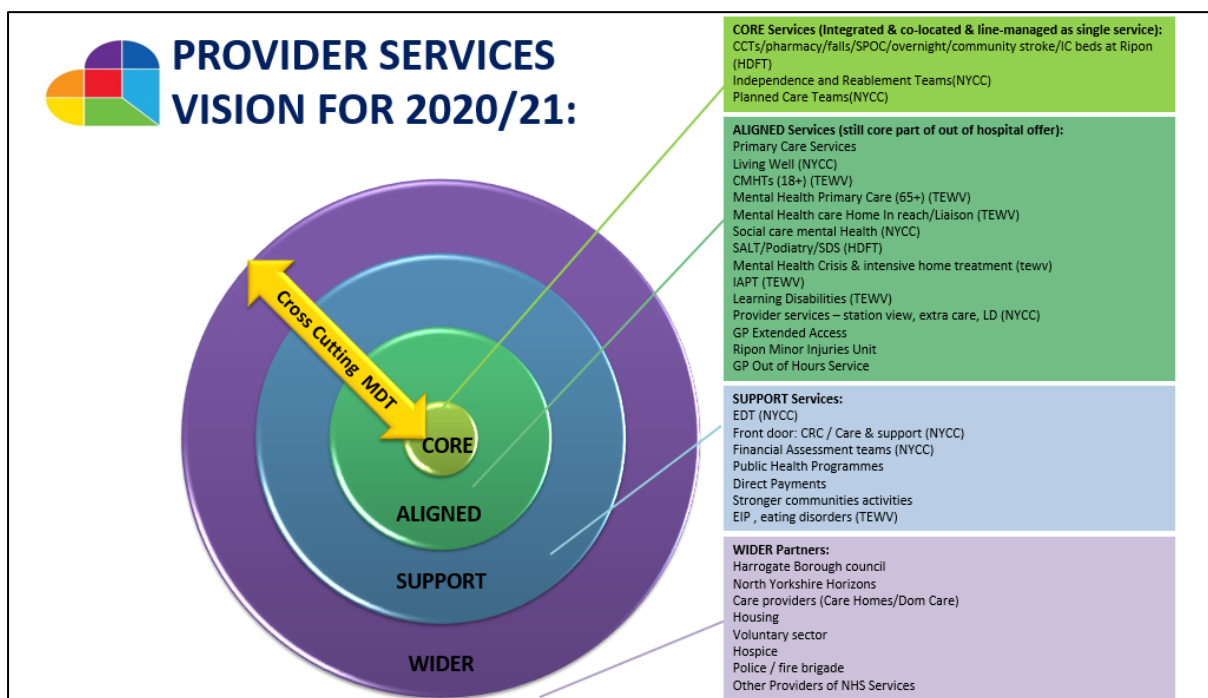 PROVIDER SERVICES
VISION FOR 2020/21:
Cross Cutting MDT
CORE
ALIGNED
SUPPORT
WIDER
CORE Services (Integrated & co-located & line-managed as single service):
CCTs/pharmacy/falls/SPOC/overnight/community stroke/IC beds at Ripon
(HDFT)
Independence and Reablement Teams(NYCC)
Planned Care Teams(NYCC)
ALIGNED Services (still core part of out of hospital offer):
Primary Care Services
Living Well (NYCC)
CMHTs (18+) (TEWV)
Mental Health Primary Care (65+) (TEWV)
Mental Health care Home In reach/Liaison (TEWV)
Social care mental Health (NYCC)
SALT/Podiatry/SDS (HDFT)
Mental Health Crisis & intensive home treatment (tewv)
IAPT (TEWV)
Learning Disabilities (TEWV)
Provider services – station view, extra care, LD (NYCC)
GP Extended Access
Ripon Minor Injuries Unit
GP Out of Hours Service
SUPPORT Services:
EDT (NYCC)
Front door: CRC / Care & support (NYCC)
Financial Assessment teams (NYCC)
Public Health Programmes
Direct Payments
Stronger communities activities
EIP , eating disorders (TEWV)
WIDER Partners:
Harrogate Borough council
North Yorkshire Horizons
Care providers (Care Homes/Dom Care)
Housing
Voluntary sector
Hospice
Police / fire brigade
Other Providers of NHS Services